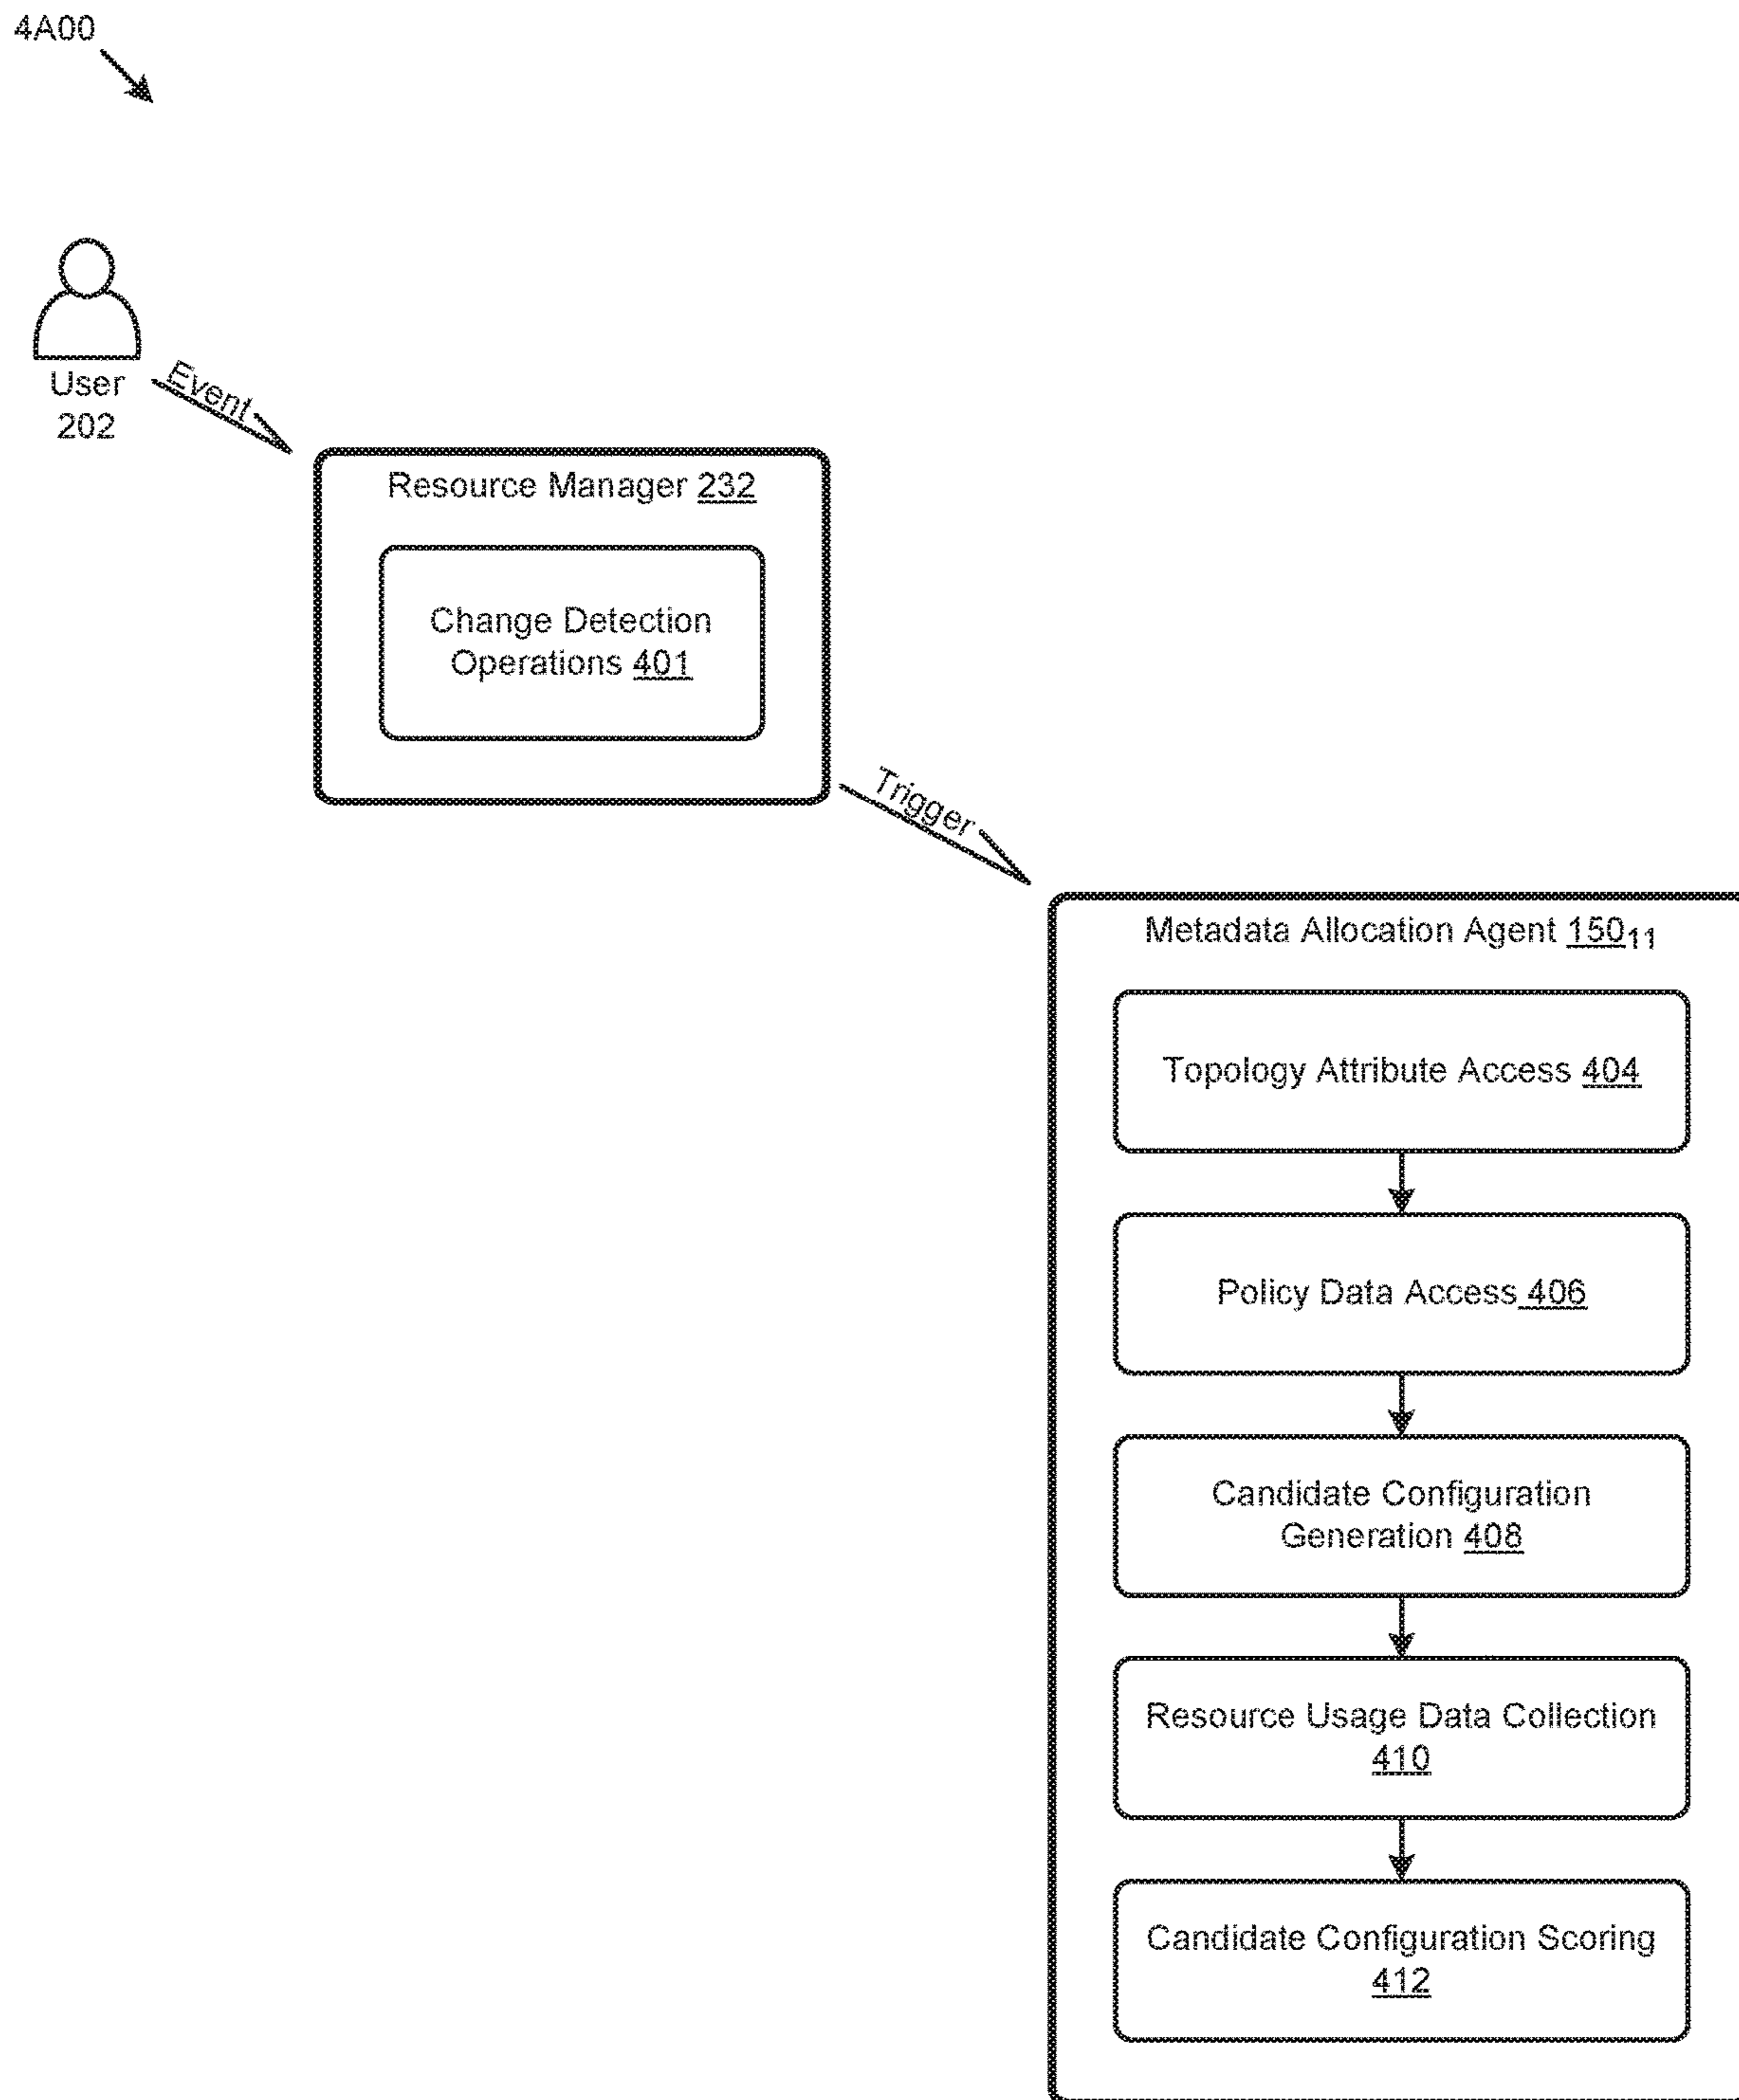 4A00
User
202
Event
Resource Manager 232
Change Detection
Operations 401
Trigger
Metadata Allocation Agent 150₁₁
Topology Attribute Access 404
Policy Data Access 406
Candidate Configuration
Generation 408
Resource Usage Data Collection
410
Candidate Configuration Scoring
412